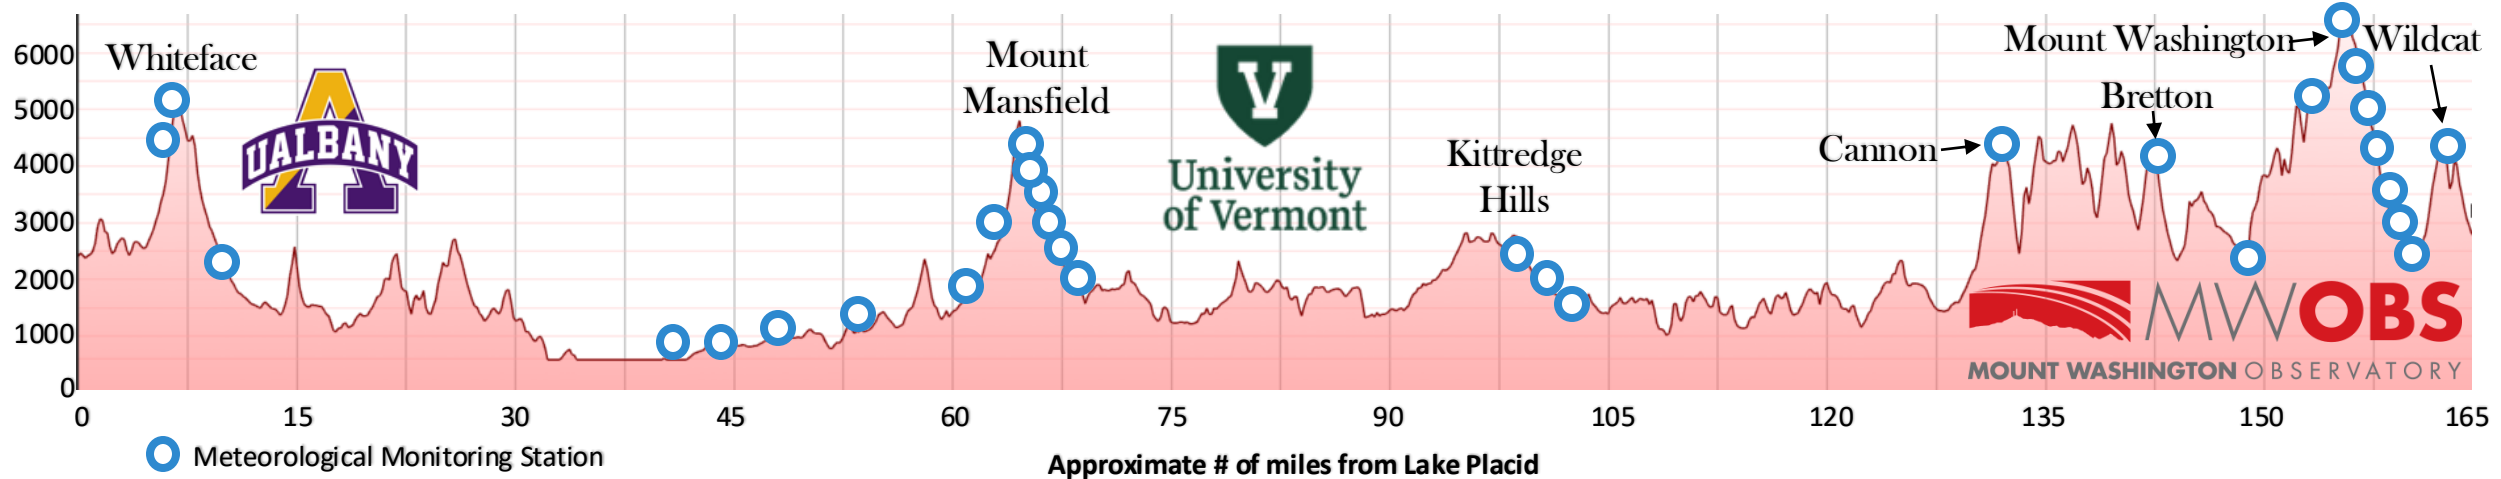 Whiteface
Mount
Mansfield
Kittredge
Hills
Cannon
Mount Washington
Bretton
Wildcat
UALBANY
A
V
University
of Vermont
MWOBS
MOUNT WASHINGTON OBSERVATORY
6000
5000
4000
3000
2000
1000
0
0 15 30 45 60 75 90 105 120 135 150 165
Meteorological Monitoring Station
Approximate # of miles from Lake Placid